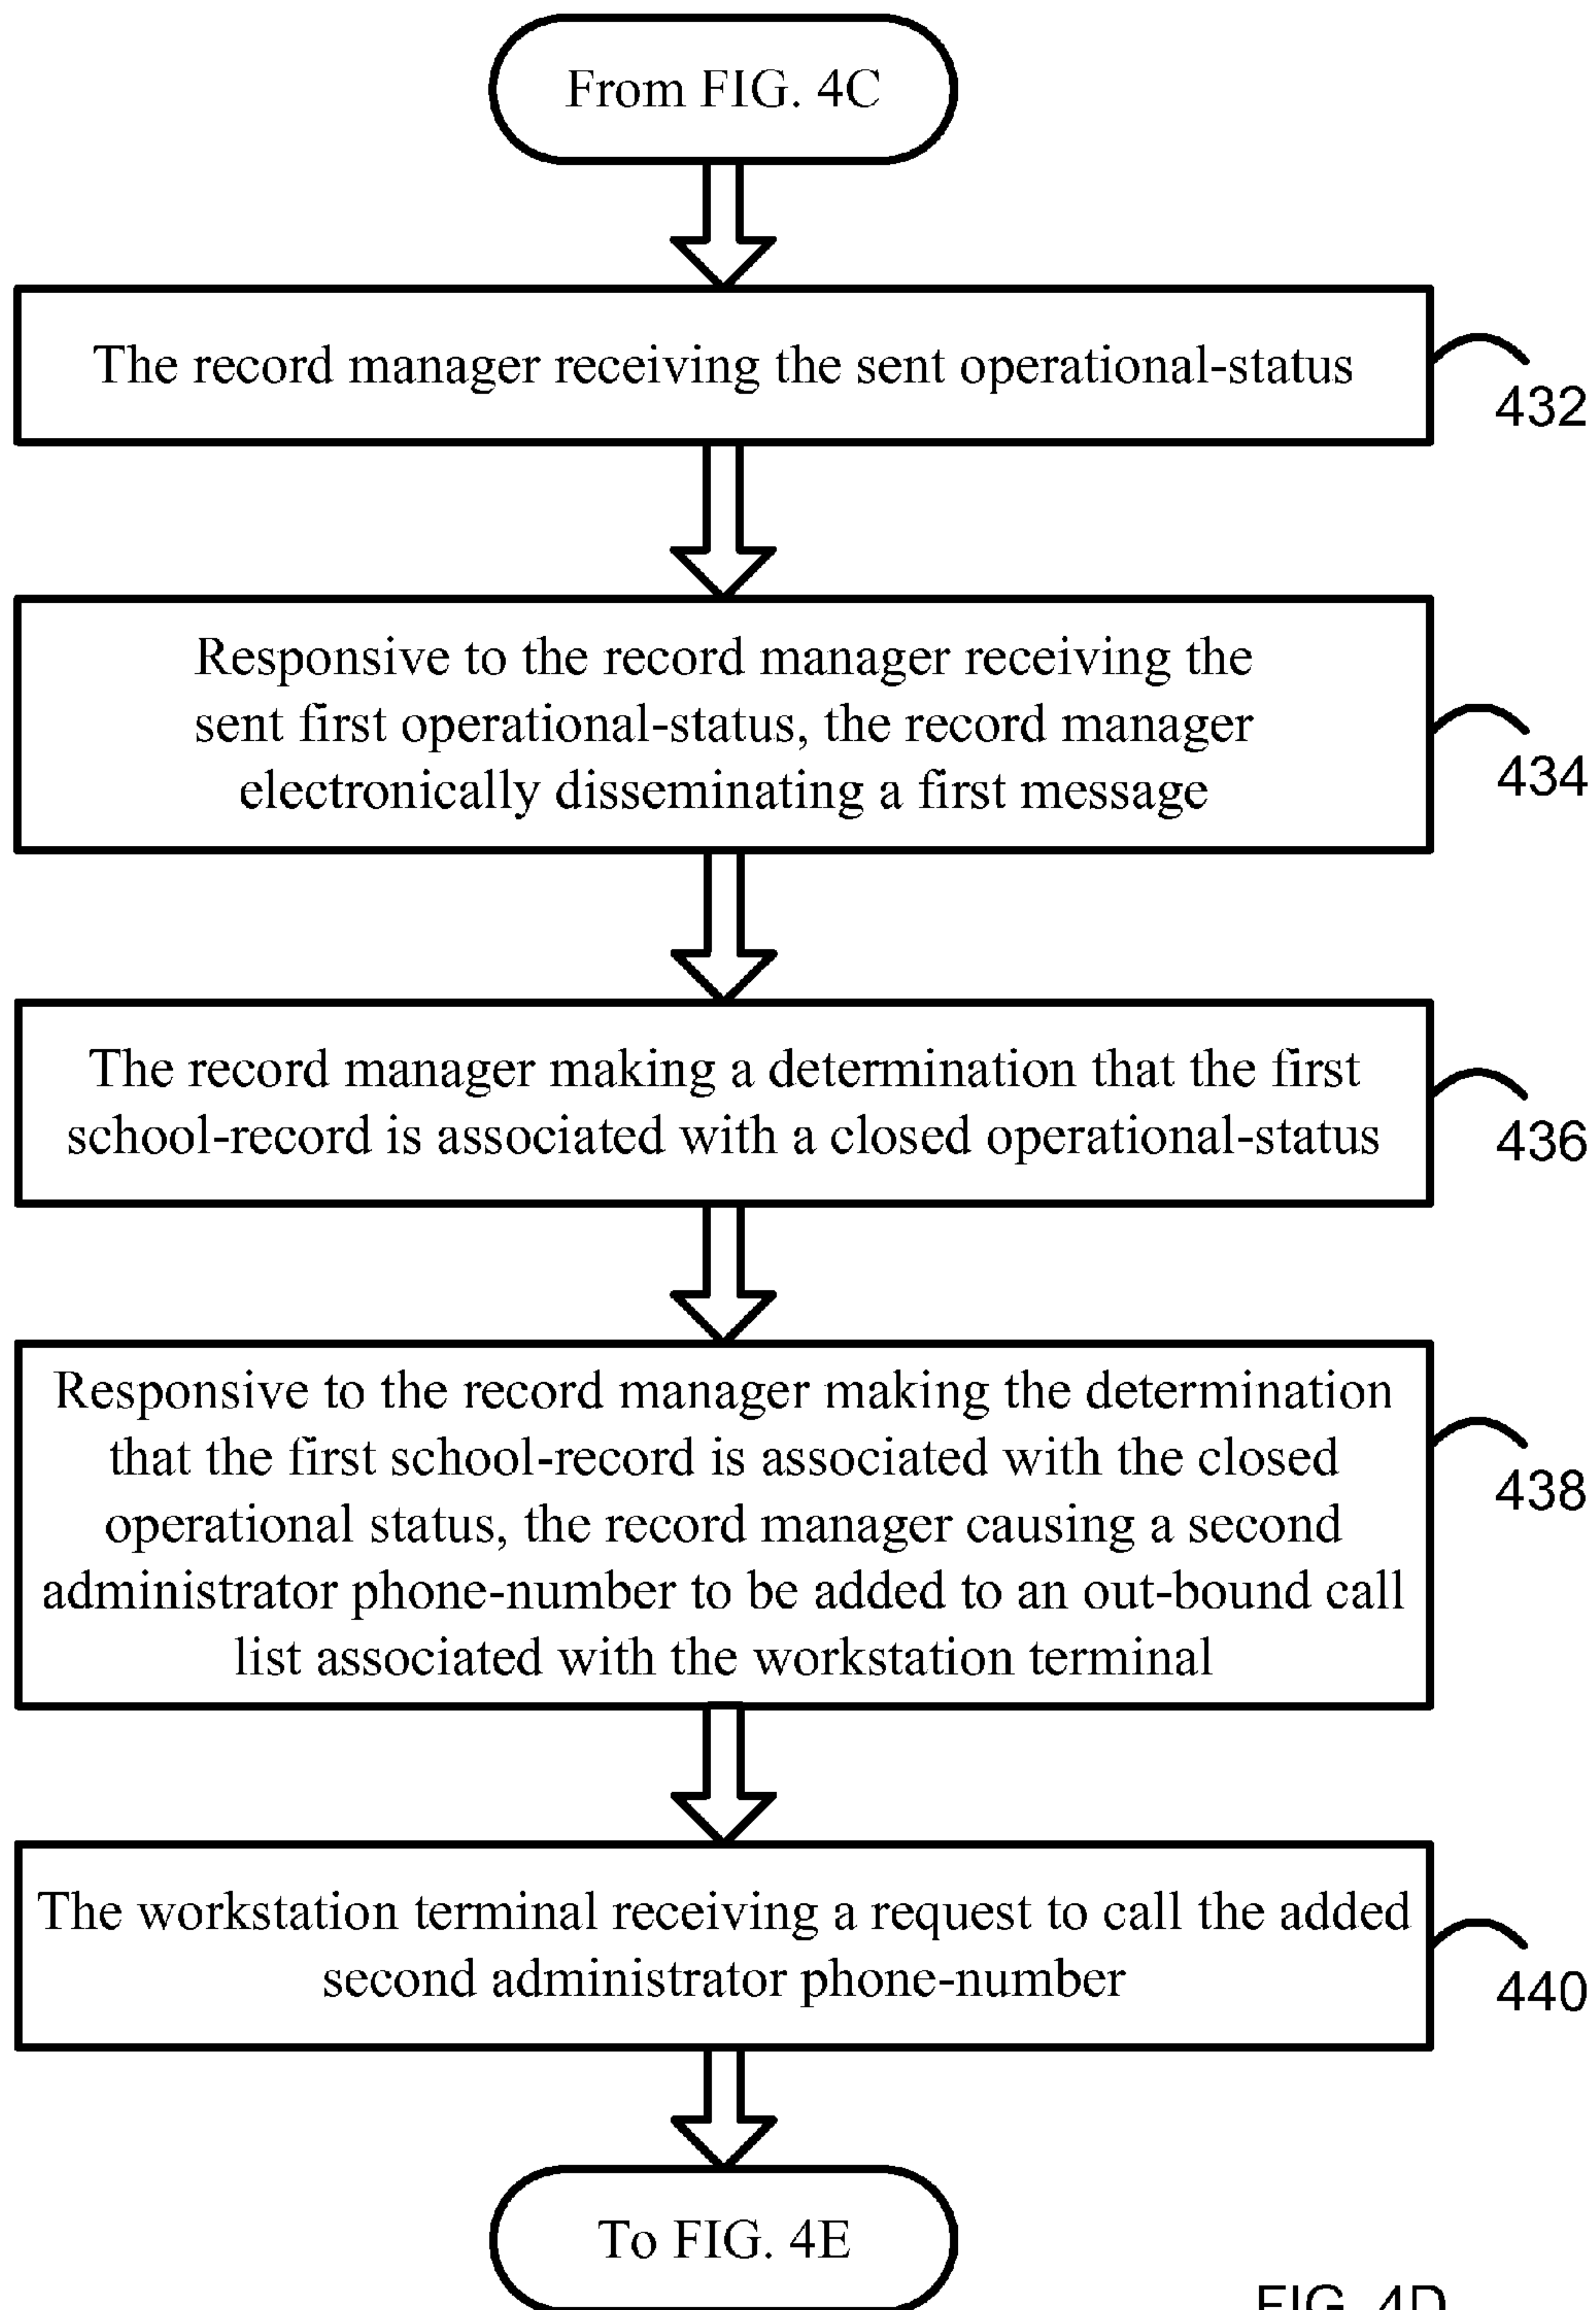 From FIG. 4C
The record manager receiving the sent operational-status
432
Responsive to the record manager receiving the
sent first operational-status, the record manager
electronically disseminating a first message
434
The record manager making a determination that the first
school-record is associated with a closed operational-status
436
Responsive to the record manager making the determination
that the first school-record is associated with the closed
operational status, the record manager causing a second
administrator phone-number to be added to an out-bound call
list associated with the workstation terminal
438
The workstation terminal receiving a request to call the added
second administrator phone-number
440
To FIG. 4E
FIG. 4D